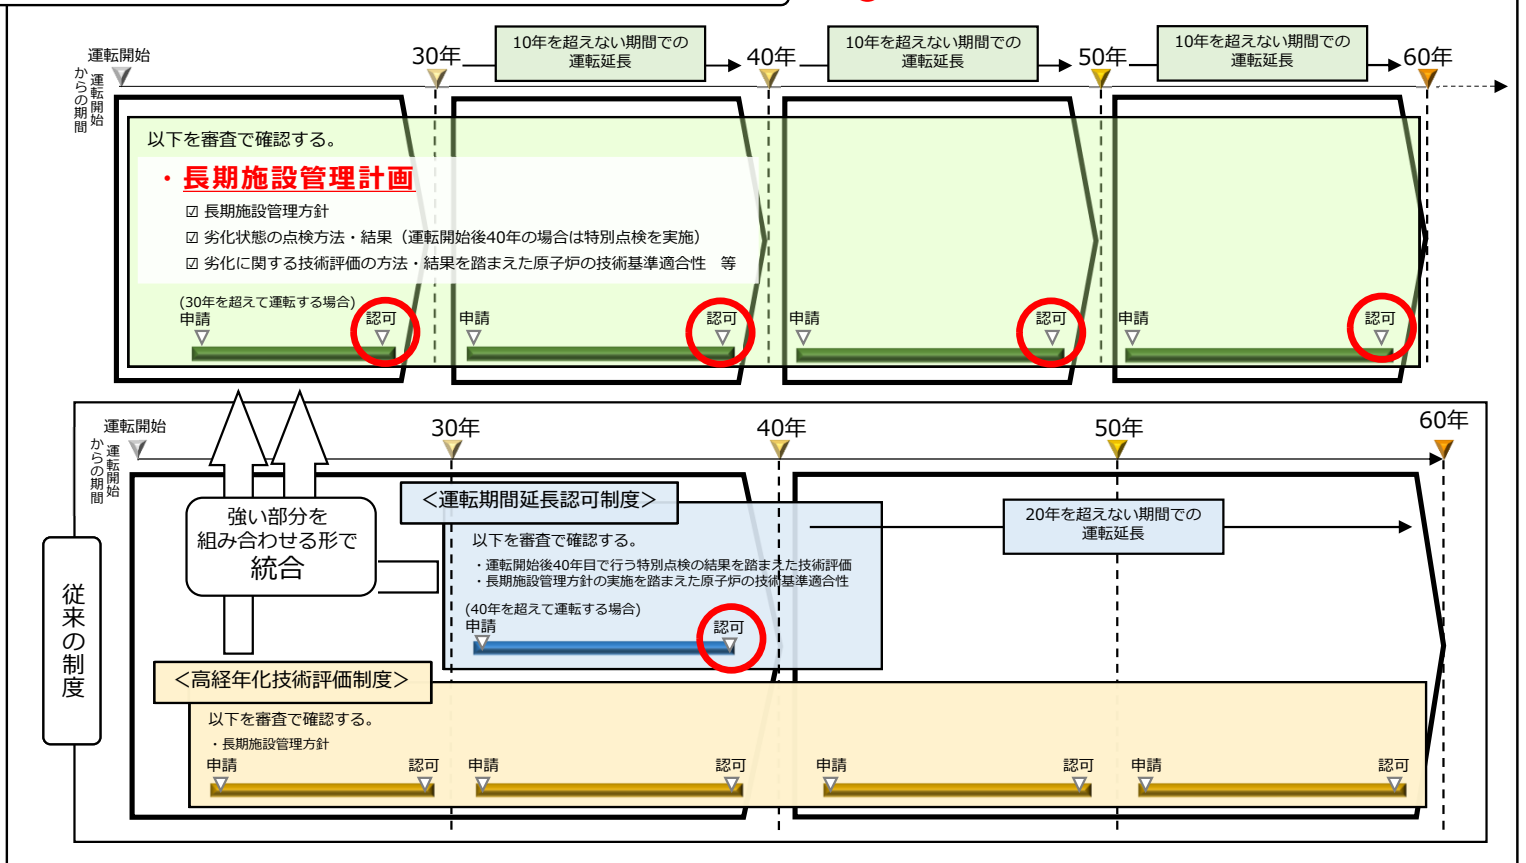 10年を超えない期間での
運転延長
10年を超えない期間での
運転延長
10年を超えない期間での
運転延長
運転開始
30年
40年
50年
60年
運転開始
からの期間
以下を審査で確認する。
・長期施設管理計画
☑ 長期施設管理方針
☑ 劣化状態の点検方法・結果（運転開始後40年の場合は特別点検を実施）
☑ 劣化に関する技術評価の方法・結果を踏まえた原子炉の技術基準適合性　等
(30年を超えて運転する場合)
申請
認可
申請
認可
申請
認可
申請
認可
従来の制度
運転開始
30年
40年
50年
60年
運転開始
からの期間
強い部分を
組み合わせる形で
統合
＜運転期間延長認可制度＞
以下を審査で確認する。
・運転開始後40年目で行う特別点検の結果を踏まえた技術評価
・長期施設管理方針の実施を踏まえた原子炉の技術基準適合性
(40年を超えて運転する場合)
申請
認可
20年を超えない期間での
運転延長
＜高経年化技術評価制度＞
以下を審査で確認する。
・長期施設管理方針
申請
認可
申請
認可
申請
認可
申請
認可